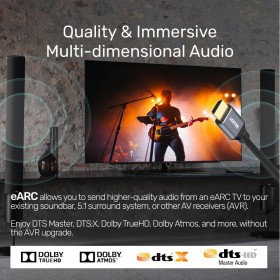 Quality & Immersive
Multi-dimensional Audio
eARC allows you to send higher-quality audio from an eARC TV to your
existing soundbar, 5.1 surround system, or other AV receivers (AVR).
Enjoy DTS Master, DTS:X, Dolby TrueHD, Dolby Atmos, and more, without
the AVR upgrade.
DOLBY TRUEHD
DOLBY ATMOS
dts X
dts-HD Master Audio